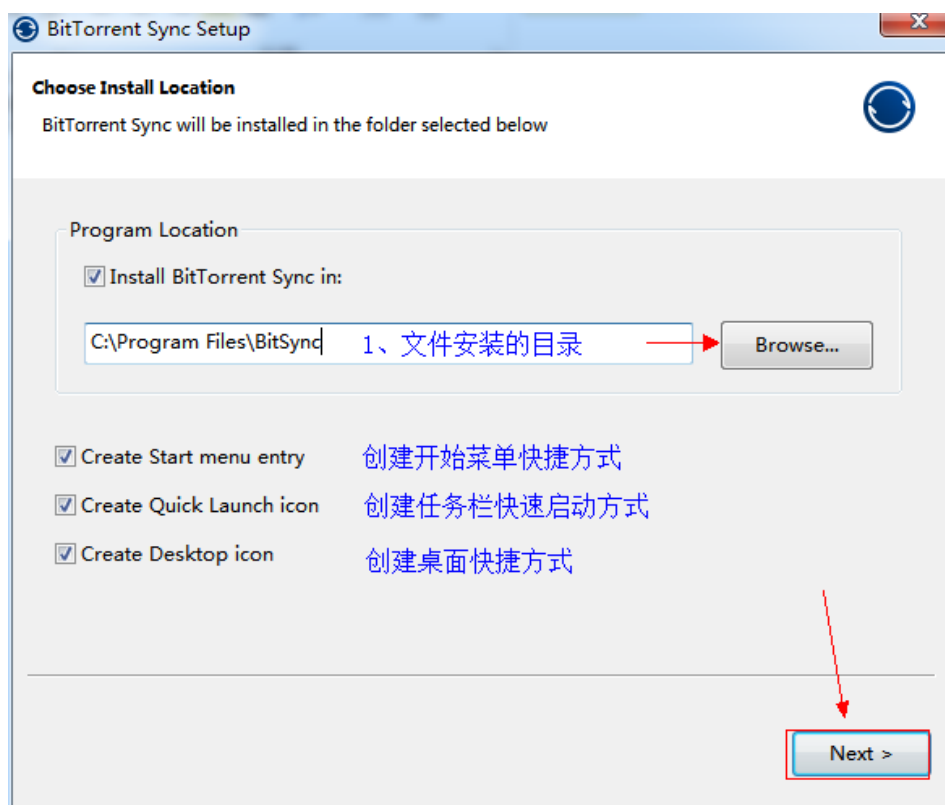 BitTorrent Sync Setup
Choose Install Location
BitTorrent Sync will be installed in the folder selected below
Program Location
Install BitTorrent Sync in:
C:\Program Files\BitSync 1、文件安装的目录 Browse...
Create Start menu entry 创建开始菜单快捷方式
Create Quick Launch icon 创建任务栏快速启动方式
Create Desktop icon 创建桌面快捷方式
Next >